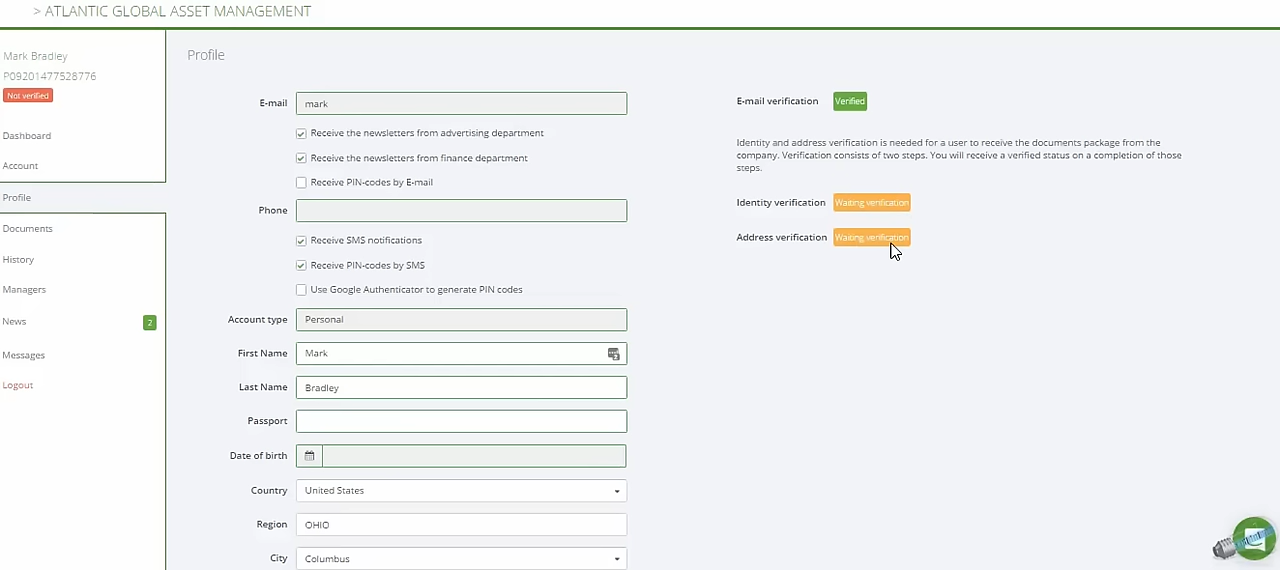 > ATLANTIC GLOBAL ASSET MANAGEMENT
Mark Bradley
P09201477528776
Not verified
Dashboard
Account
Profile
Documents
History
Managers
News 2
Messages
Logout
Profile
E-mail mark
Receive the newsletters from advertising department
Receive the newsletters from finance department
Receive PIN-codes by E-mail
Phone
Receive SMS notifications
Receive PIN-codes by SMS
Use Google Authenticator to generate PIN codes
Account type Personal
First Name Mark
Last Name Bradley
Passport
Date of birth
Country United States
Region OHIO
City Columbus
E-mail verification Verified
Identity and address verification is needed for a user to receive the documents package from the
company. Verification consists of two steps. You will receive a verified status on a completion of those
steps.
Identity verification Waiting verification
Address verification Waiting verification